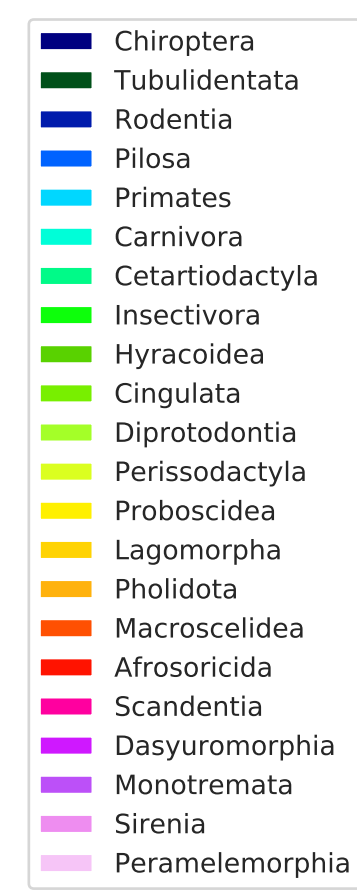 Chiroptera
Tubulidentata
Rodentia
Pilosa
Primates
Carnivora
Cetartiodactyla
Insectivora
Hyracoidea
Cingulata
Diprotodontia
Perissodactyla
Proboscidea
Lagomorpha
Pholidota
Macroscelidea
Afrosoricida
Scandentia
Dasyuromorphia
Monotremata
Sirenia
Peramelemorphia